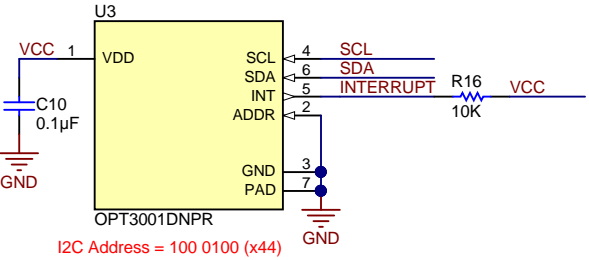 U3
VCC 1 VDD SCL 4 SCL
SDA 6 SDA
INT 5 INTERRUPT R16 VCC
10K
ADDR 2
C10
0.1µF
GND
GND 3
PAD 7
OPT3001DNPR
GND
I2C Address = 100 0100 (x44)